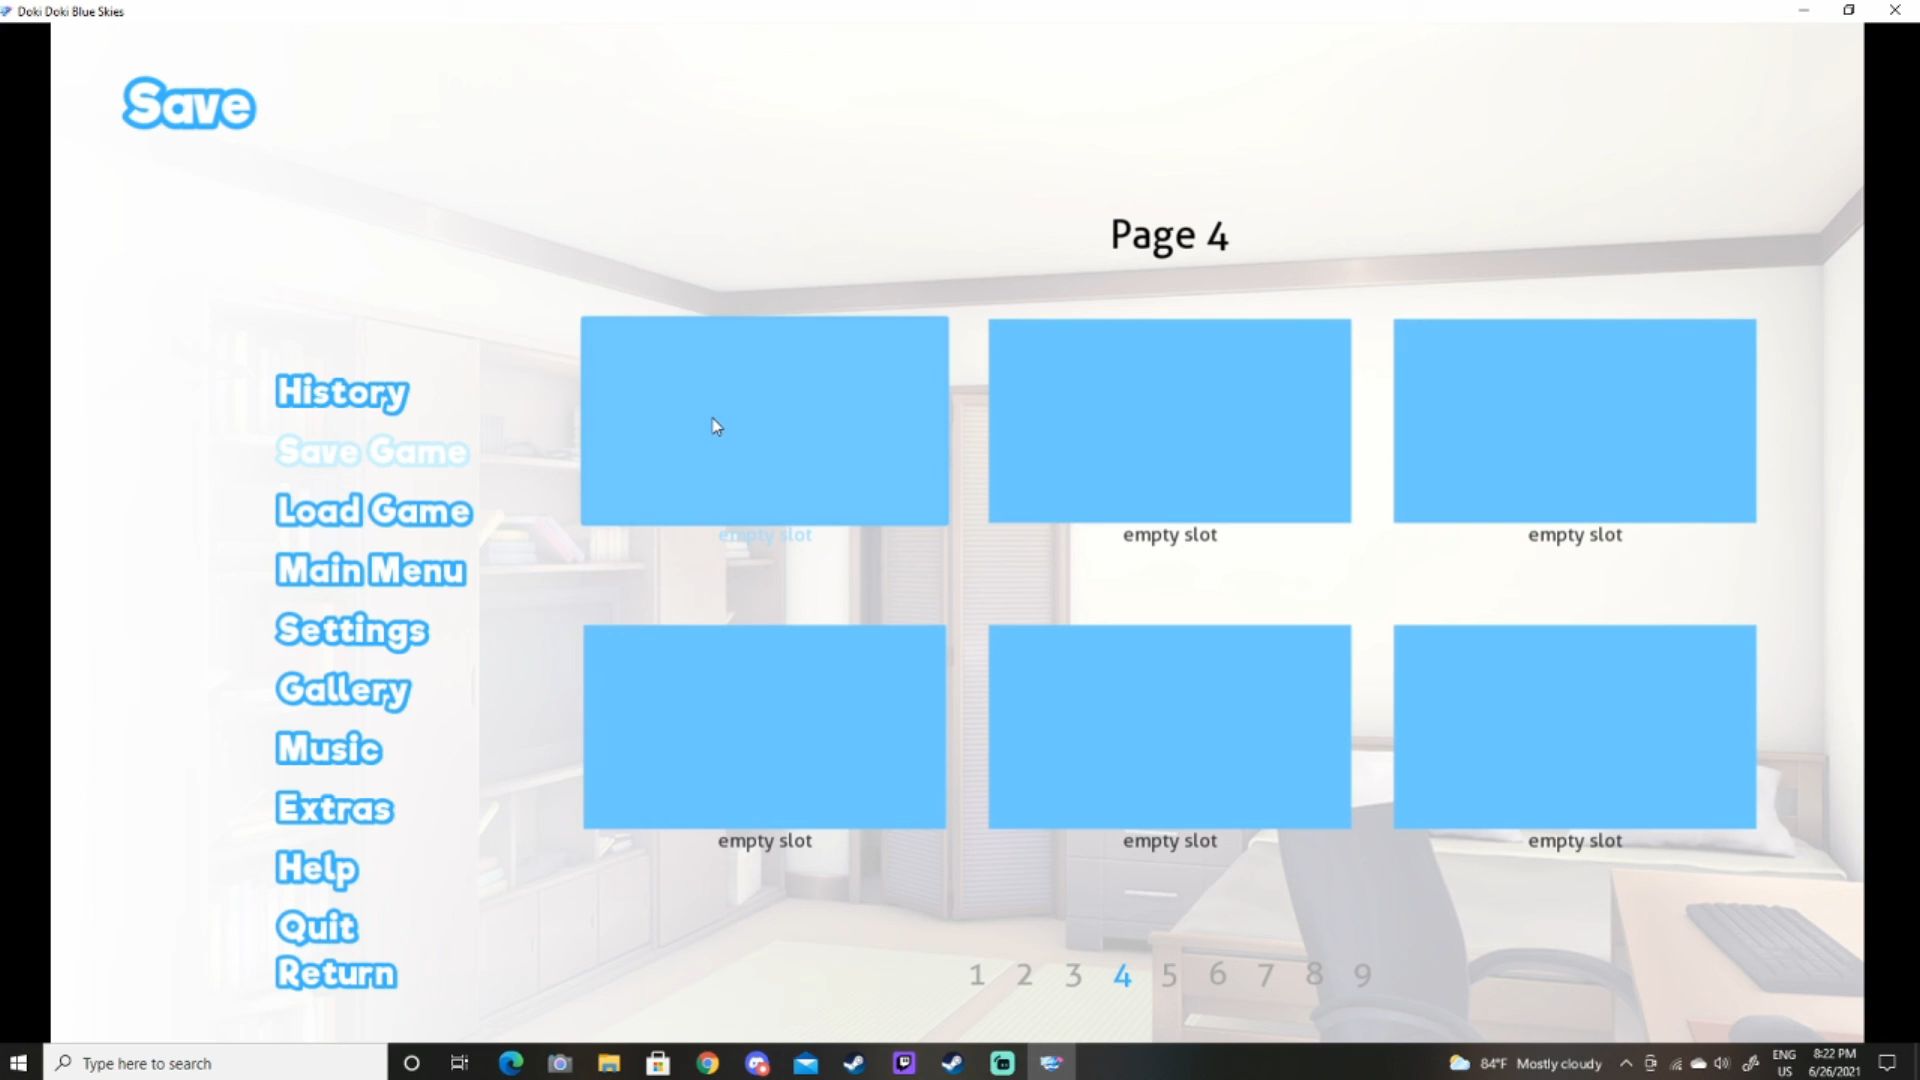 Doki Doki Blue Skies
Save
Page 4
History
Save Game
Load Game
Main Menu
Settings
Gallery
Music
Extras
Help
Quit
Return
empty slot empty slot empty slot
empty slot empty slot empty slot
1 2 3 4 5 6 7 8 9
Type here to search
84°F Mostly cloudy
ENG
US
8:22 PM
6/26/2021